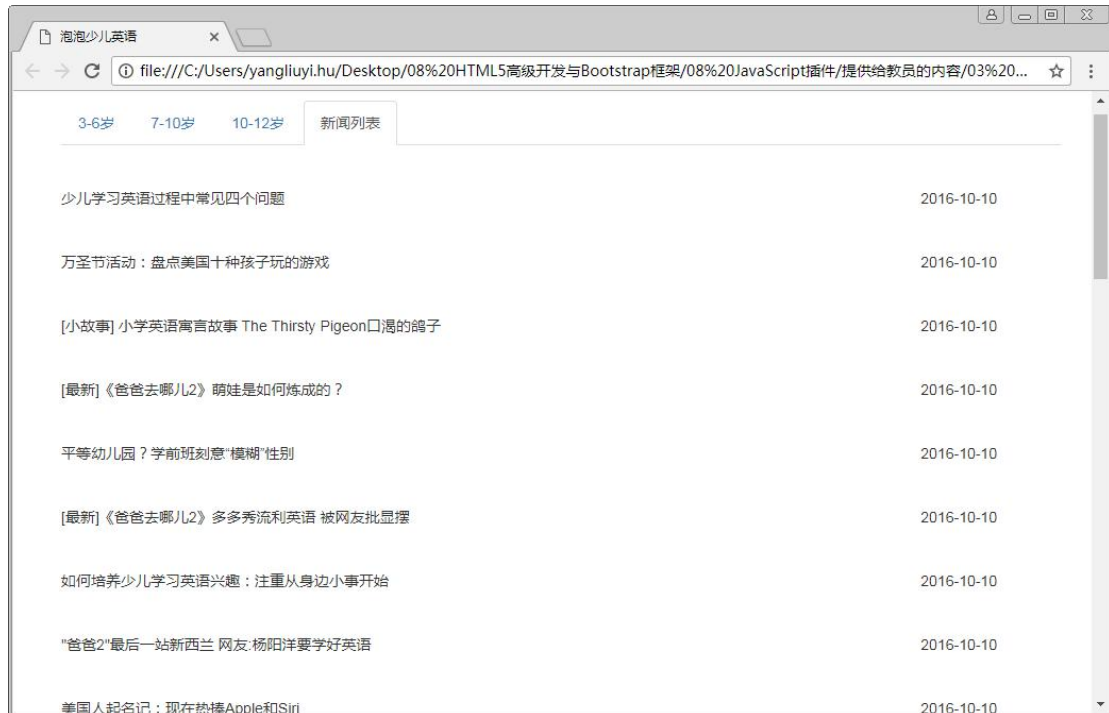 泡泡少儿英语
file:///C:/Users/yangliuyi.hu/Desktop/08%20HTML5高级开发与Bootstrap框架/08%20JavaScript插件/提供给教员的内容/03%20...
3-6岁 7-10岁 10-12岁 新闻列表
少儿学习英语过程中常见四个问题 2016-10-10
万圣节活动：盘点美国十种孩子玩的游戏 2016-10-10
[小故事] 小学英语寓言故事 The Thirsty Pigeon口渴的鸽子 2016-10-10
[最新]《爸爸去哪儿2》萌娃是如何炼成的？ 2016-10-10
平等幼儿园？学前班刻意“模糊”性别 2016-10-10
[最新]《爸爸去哪儿2》多多秀流利英语 被网友批显摆 2016-10-10
如何培养少儿学习英语兴趣：注重从身边小事开始 2016-10-10
"爸爸2"最后一站新西兰 网友:杨阳洋要学好英语 2016-10-10
美国人起名记：现在热捧Apple和Siri 2016-10-10